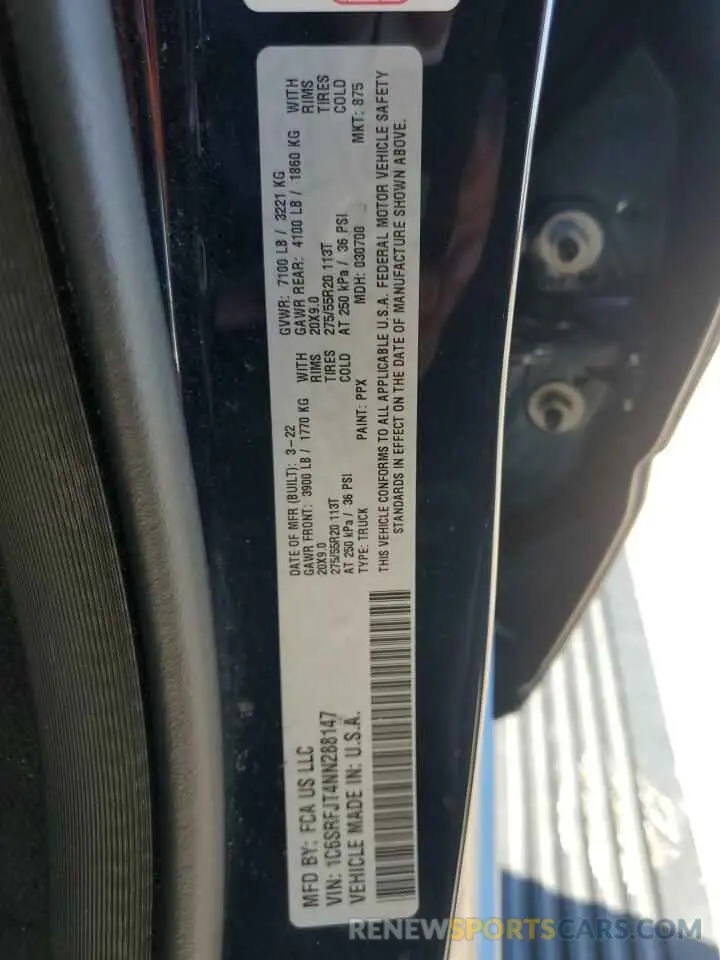 MFD BY: FCA US LLC
VIN: 1C6SRFJT4NN288147
VEHICLE MADE IN: U.S.A.
DATE OF MFR (BUILT): 3-22
GVWR: 7100 LB / 3221 KG
GAWR FRONT: 3900 LB / 1770 KG WITH
GAWR REAR: 4100 LB / 1860 KG WITH
20X9.0 RIMS
20X9.0 RIMS
275/55R20 113T TIRES
275/55R20 113T TIRES
AT 250 kPa / 36 PSI COLD
AT 250 kPa / 36 PSI COLD
TYPE: TRUCK PAINT: PPX MDH: 030700 MKT: 875
THIS VEHICLE CONFORMS TO ALL APPLICABLE U.S.A. FEDERAL MOTOR VEHICLE SAFETY
STANDARDS IN EFFECT ON THE DATE OF MANUFACTURE SHOWN ABOVE.
RENEWSPORTSCARS.COM